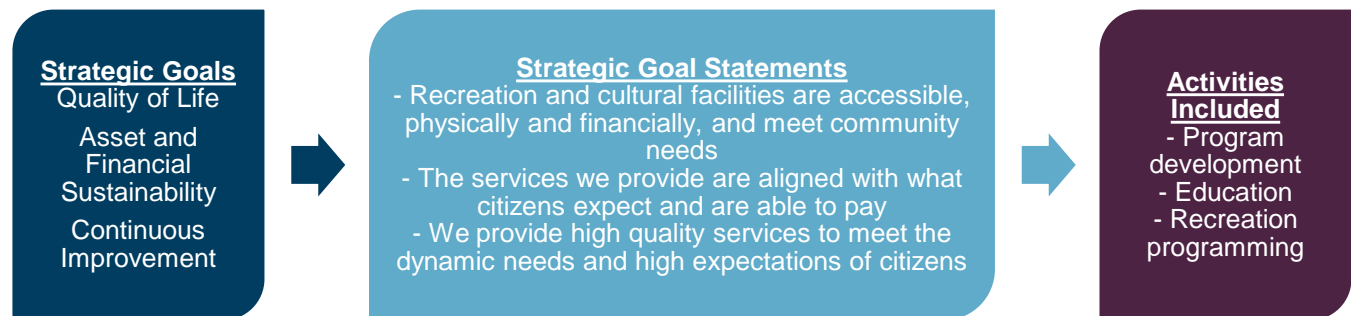 Strategic Goals
Quality of Life
Asset and
Financial
Sustainability
Continuous
Improvement
Strategic Goal Statements
- Recreation and cultural facilities are accessible,
physically and financially, and meet community
needs
- The services we provide are aligned with what
citizens expect and are able to pay
- We provide high quality services to meet the
dynamic needs and high expectations of citizens
Activities
Included
- Program
development
- Education
- Recreation
programming